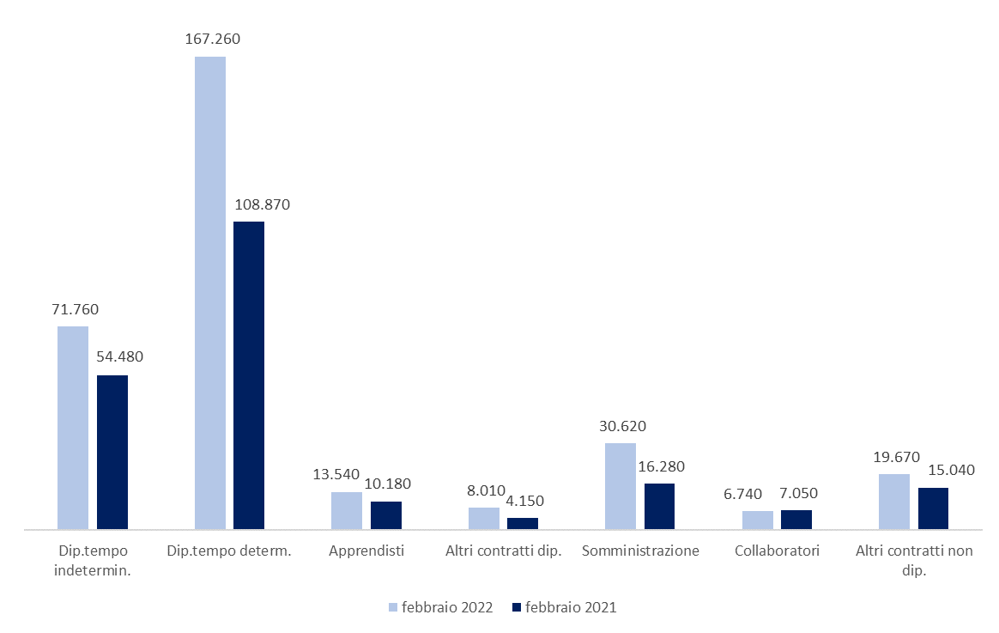 167.260
108.870
71.760
54.480
30.620
13.540
10.180
8.010
4.150
16.280
6.740
7.050
19.670
15.040
Dip.tempo
indetermin.
Dip.tempo determ.
Apprendisti
Altri contratti dip.
Somministrazione
Collaboratori
Altri contratti non
dip.
febbraio 2022
febbraio 2021